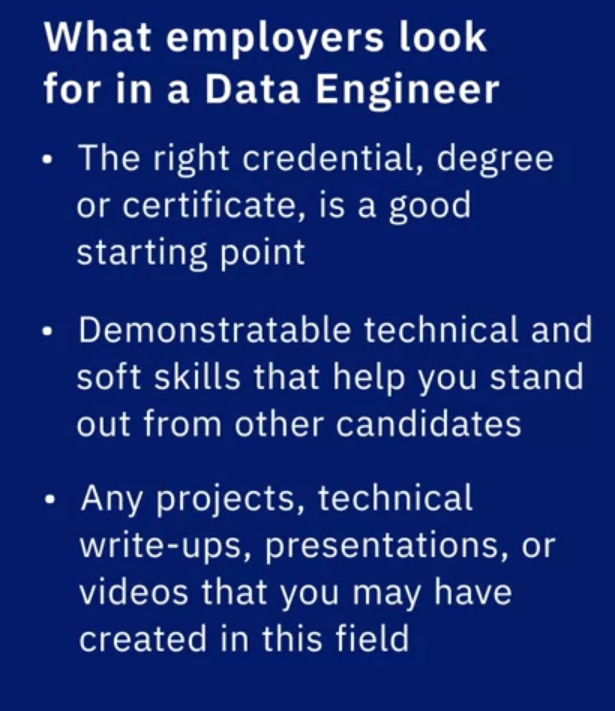 What employers look
for in a Data Engineer
• The right credential, degree
or certificate, is a good
starting point
• Demonstratable technical and
soft skills that help you stand
out from other candidates
• Any projects, technical
write-ups, presentations, or
videos that you may have
created in this field